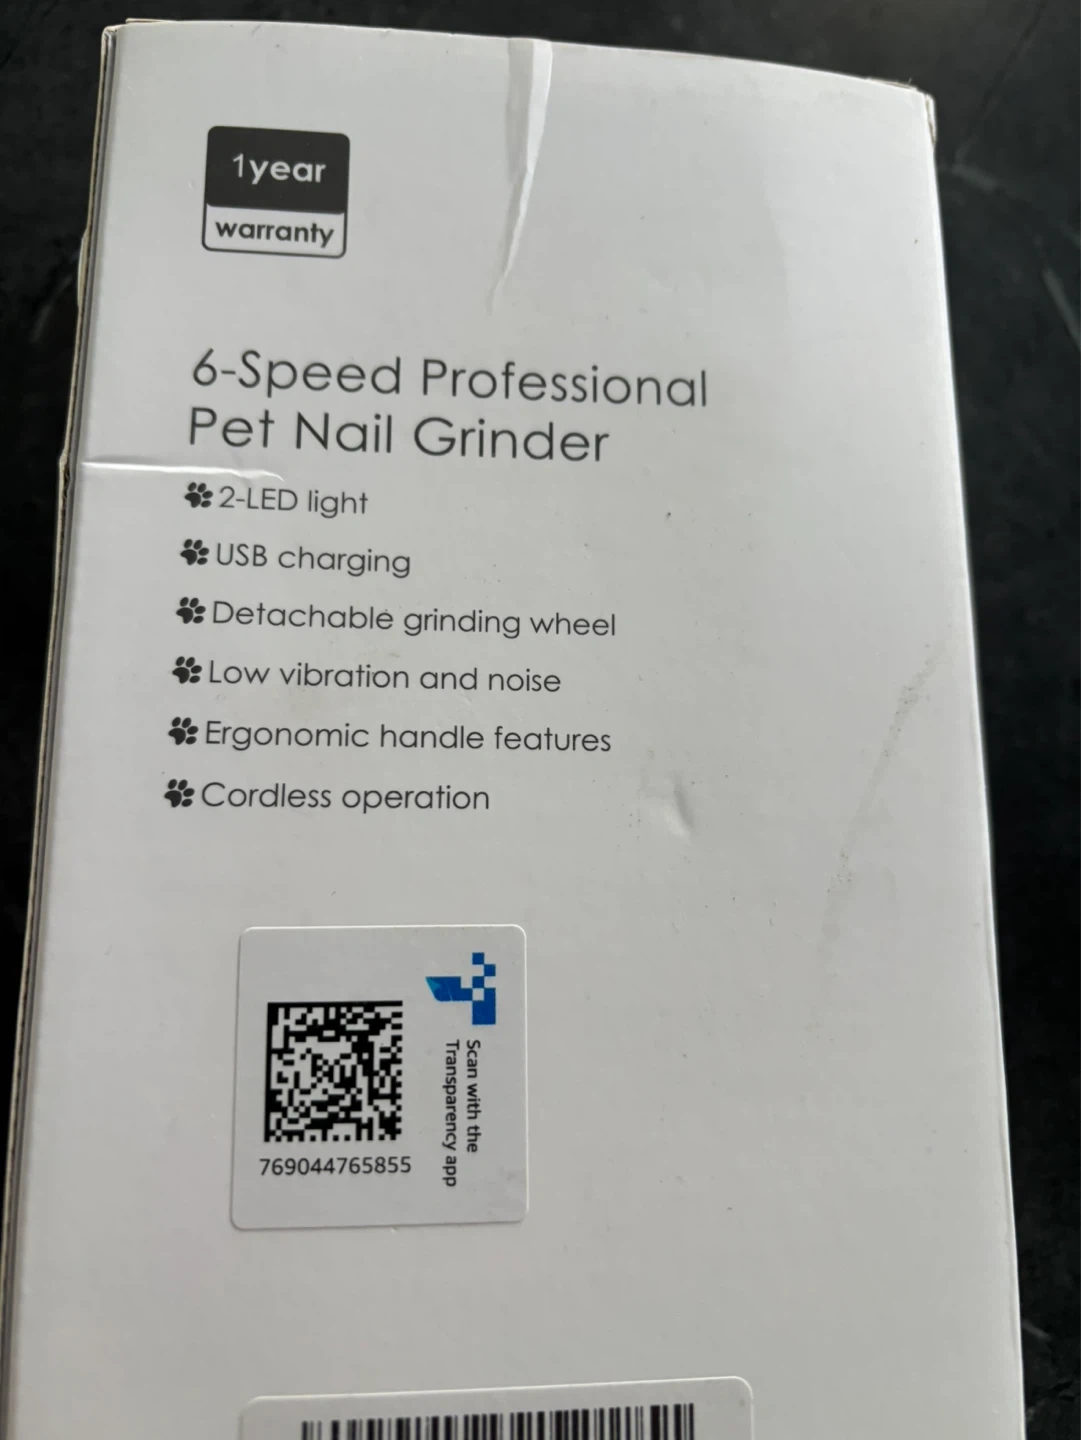 1year
warranty
6-Speed Professional
Pet Nail Grinder
2-LED light
USB charging
Detachable grinding wheel
Low vibration and noise
Ergonomic handle features
Cordless operation
Scan with the
Transparency app
769044765855